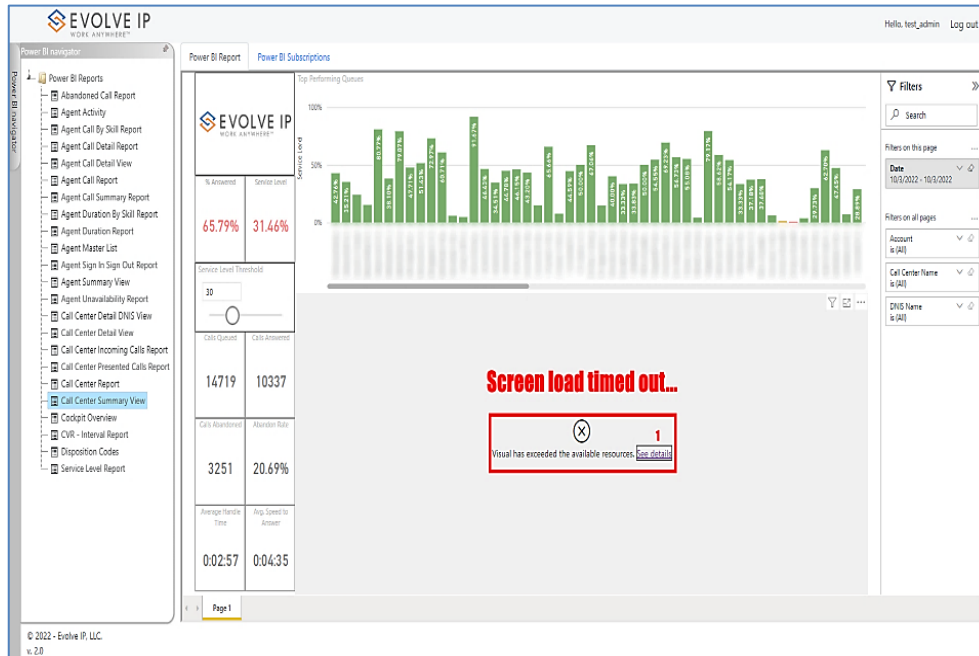 EVOLVE IP
WORK ANYWHERE™
Hello, test_admin Log out
Power BI navigator
Power BI navigator
Power BI Reports
Abandoned Call Report
Agent Activity
Agent Call By Skill Report
Agent Call Detail Report
Agent Call Detail View
Agent Call Report
Agent Call Summary Report
Agent Duration By Skill Report
Agent Duration Report
Agent Master List
Agent Sign In Sign Out Report
Agent Summary View
Agent Unavailability Report
Call Center Detail DNIS View
Call Center Detail View
Call Center Incoming Calls Report
Call Center Presented Calls Report
Call Center Report
Call Center Summary View
Cockpit Overview
CVR - Interval Report
Disposition Codes
Service Level Report
Power BI Report Power BI Subscriptions
EVOLVE IP
WORK ANYWHERE™
% Answered Service Level
65.79% 31.46%
Service Level Threshold
30
Calls Queued Calls Answered
14719 10337
Calls Abandoned Abandon Rate
3251 20.69%
Average Handle Time
Avg. Speed to Answer
0:02:57 0:04:35
Top Performing Queues
Service Level
100%
50%
0%
Screen load timed out...
1
Visual has exceeded the available resources. See details
Filters
Search
Filters on this page
Date
10/3/2022 - 10/3/2022
Filters on all pages
Account
is (All)
Call Center Name
is (All)
DNIS Name
is (All)
Page 1
© 2022 - Evolve IP, LLC.
v. 2.0